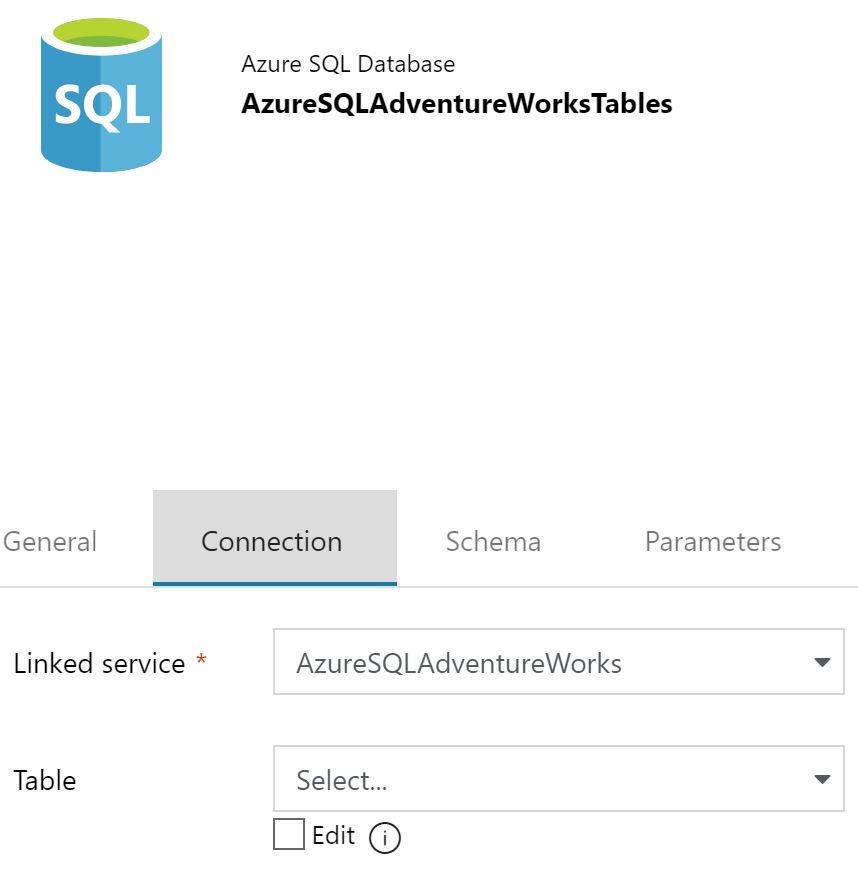 SQL
Azure SQL Database
AzureSQLAdventureWorksTables
General Connection Schema Parameters
Linked service * AzureSQLAdventureWorks
Table Select...
Edit i